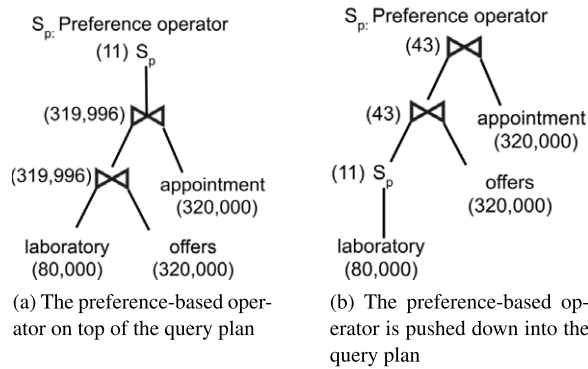 S_p: Preference operator
(11) S_p
(319,996)
(319,996)
appointment
(320,000)
laboratory
(80,000)
offers
(320,000)
(a) The preference-based oper-
ator on top of the query plan
S_p: Preference operator
(43)
(43)
appointment
(320,000)
(11) S_p
offers
(320,000)
laboratory
(80,000)
(b) The preference-based op-
erator is pushed down into the
query plan